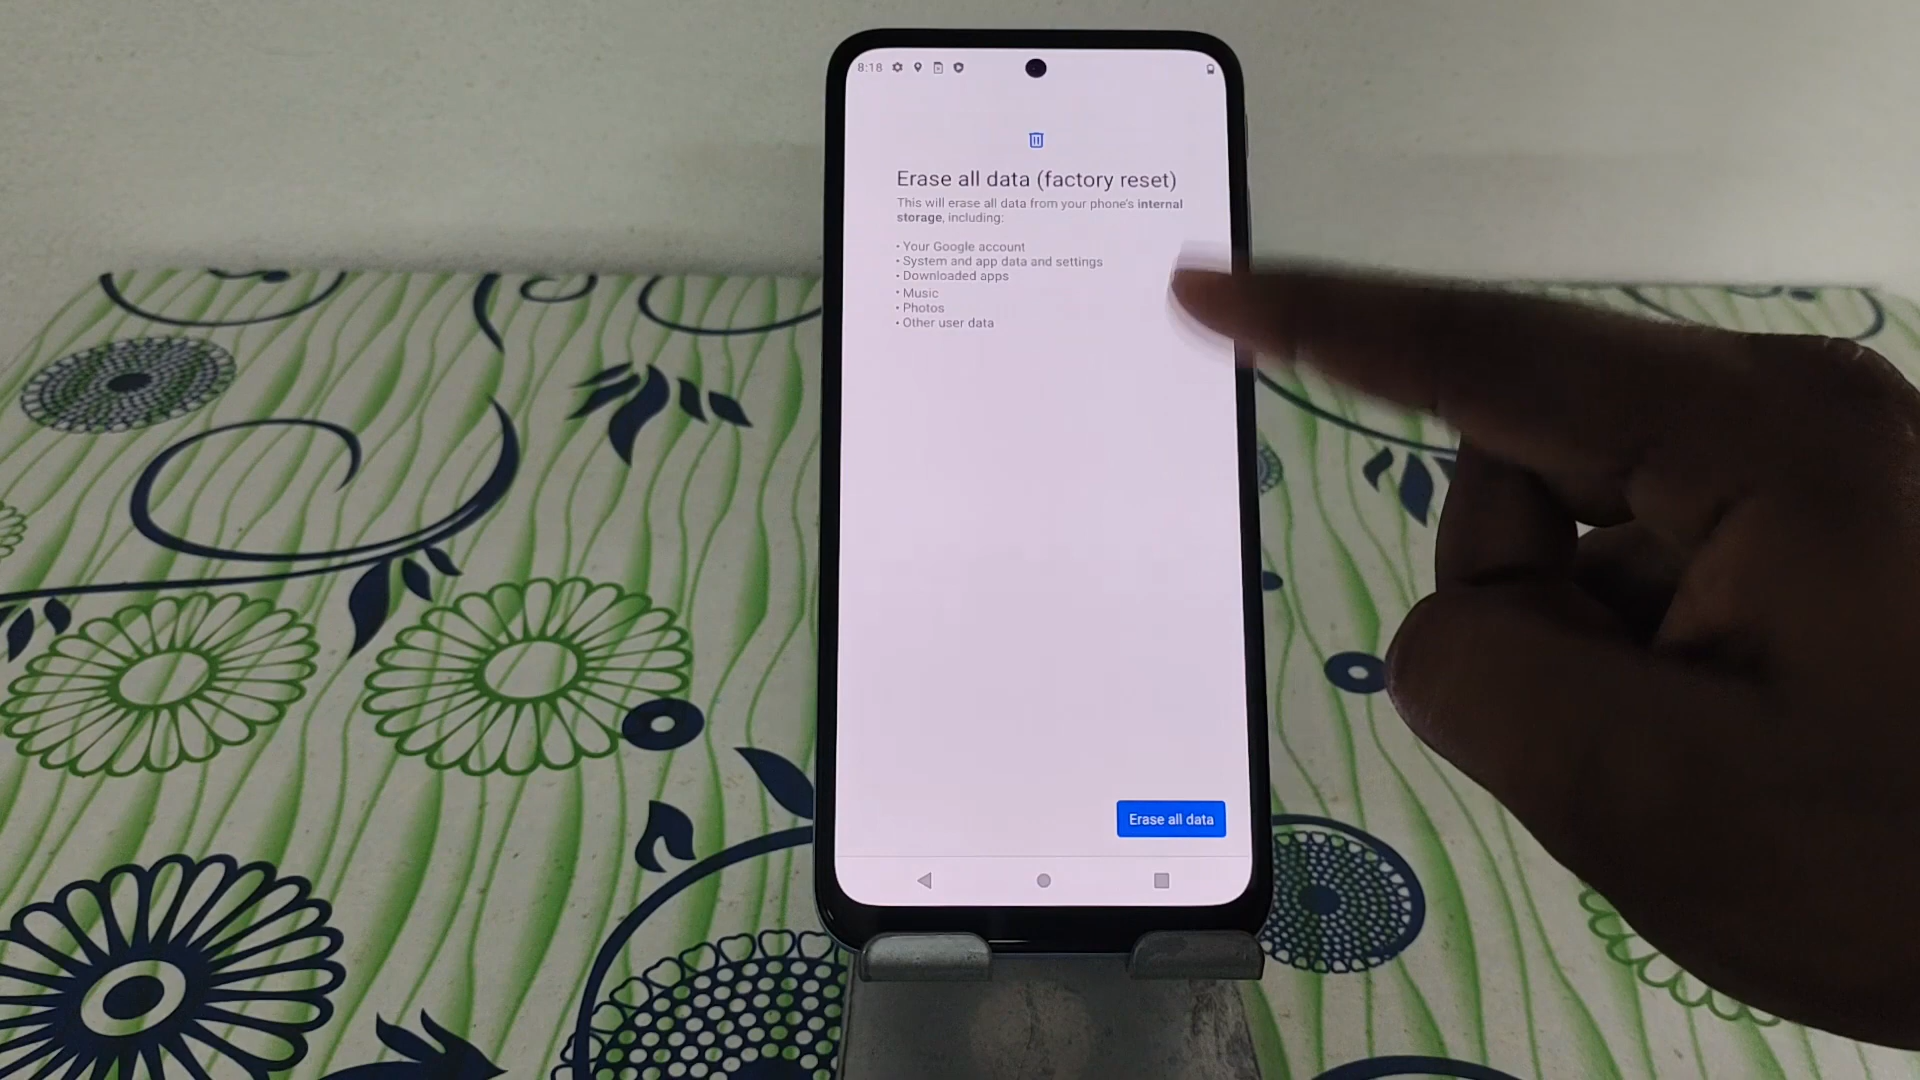 8:18
Erase all data (factory reset)
This will erase all data from your phone's internal
storage, including:
• Your Google account
• System and app data and settings
• Downloaded apps
• Music
• Photos
• Other user data
Erase all data